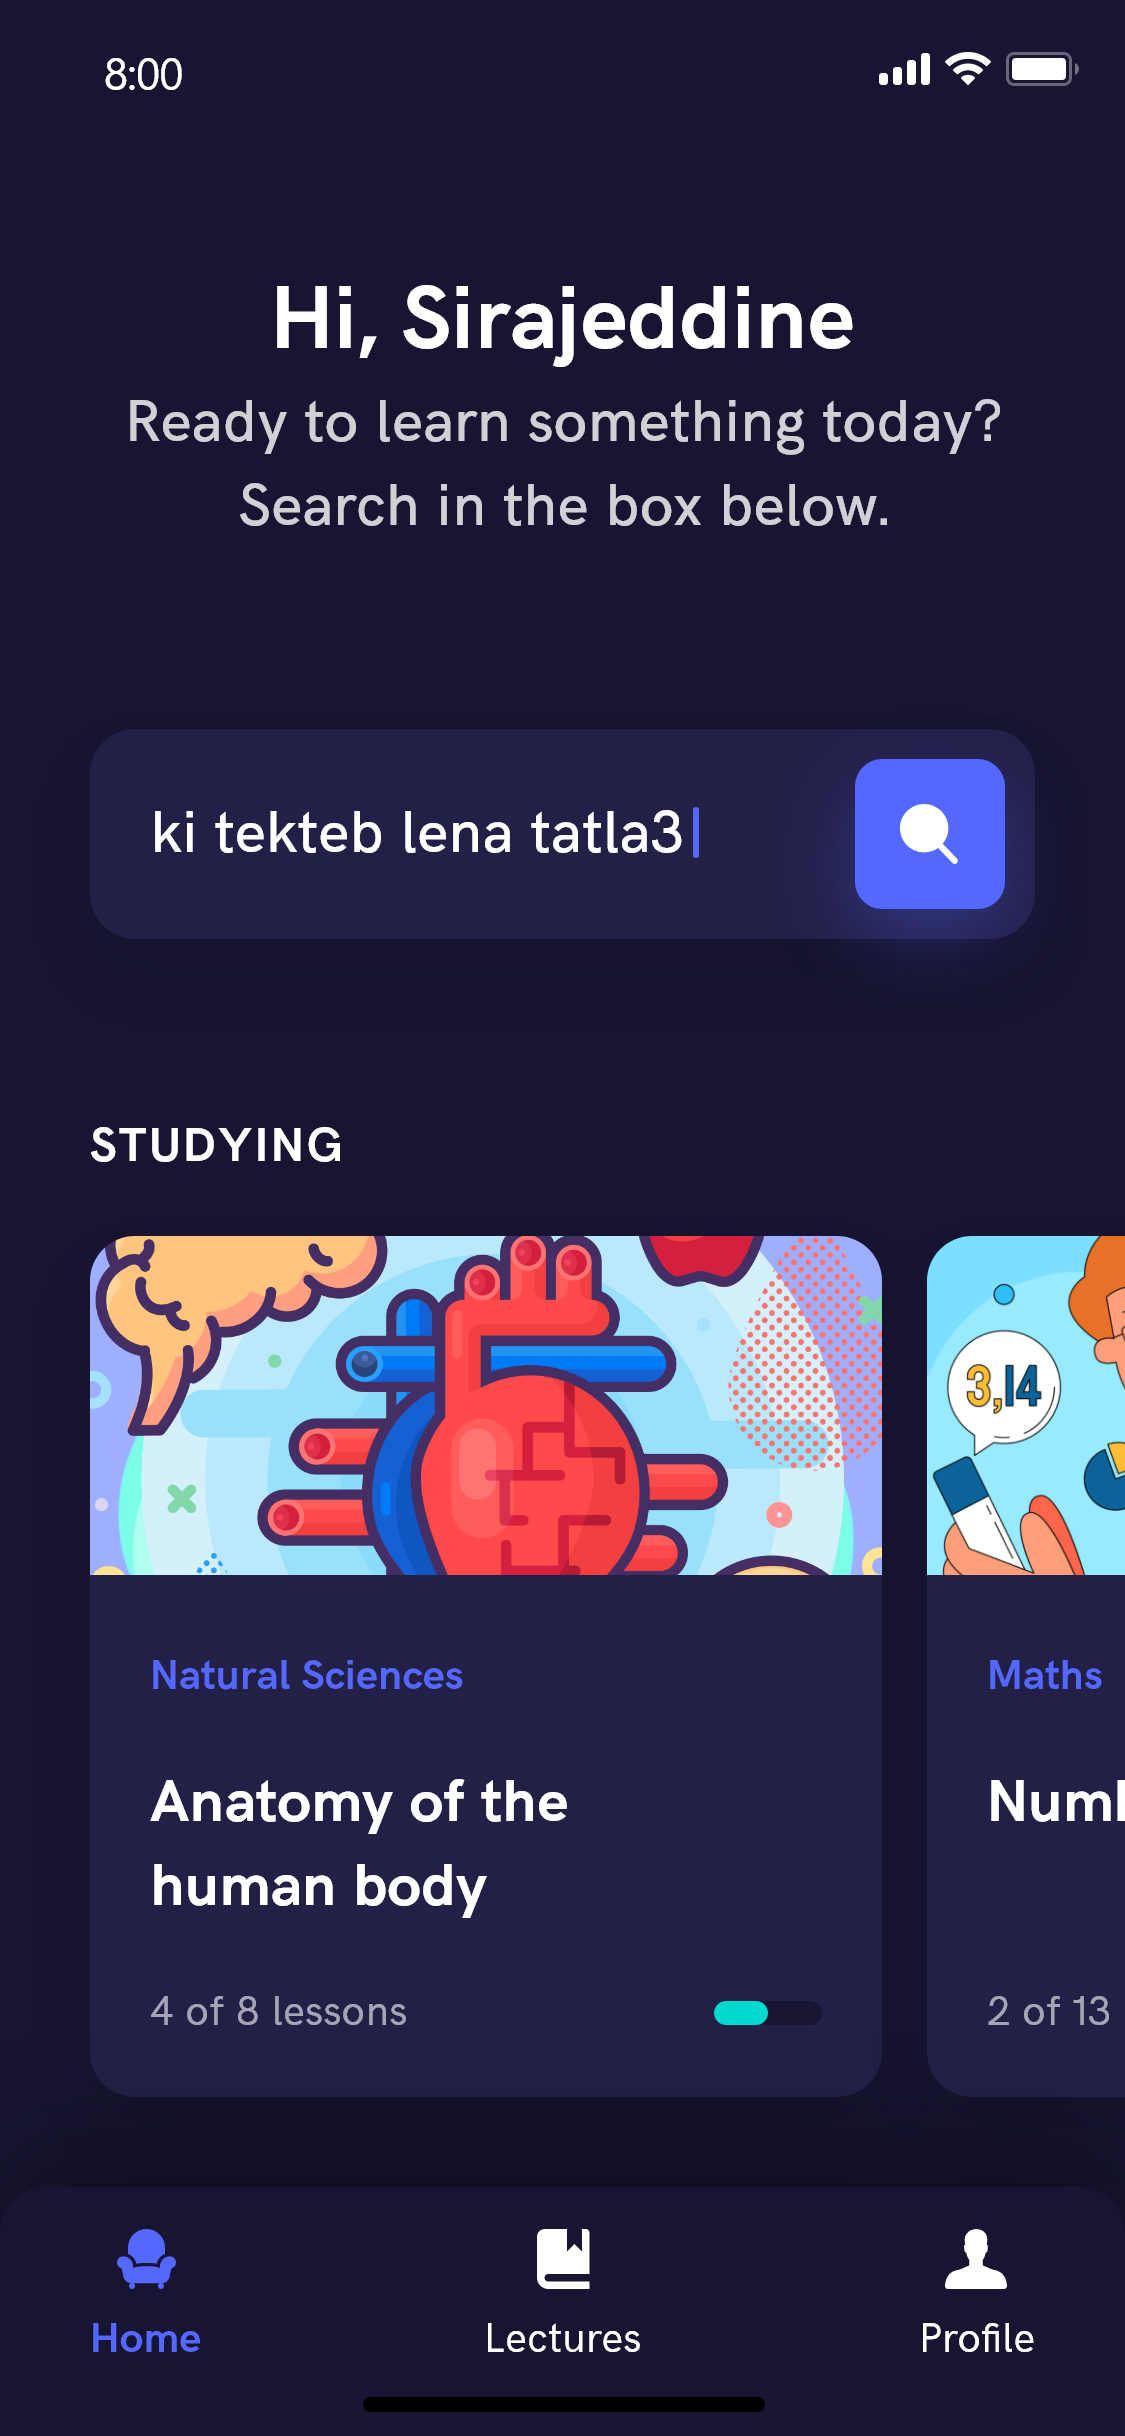 8:00
Hi, Sirajeddine
Ready to learn something today?
Search in the box below.
ki tekteb lena tatla3
STUDYING
3,14
Natural Sciences
Maths
Anatomy of the
human body
4 of 8 lessons
2 of 13
Home
Lectures
Profile